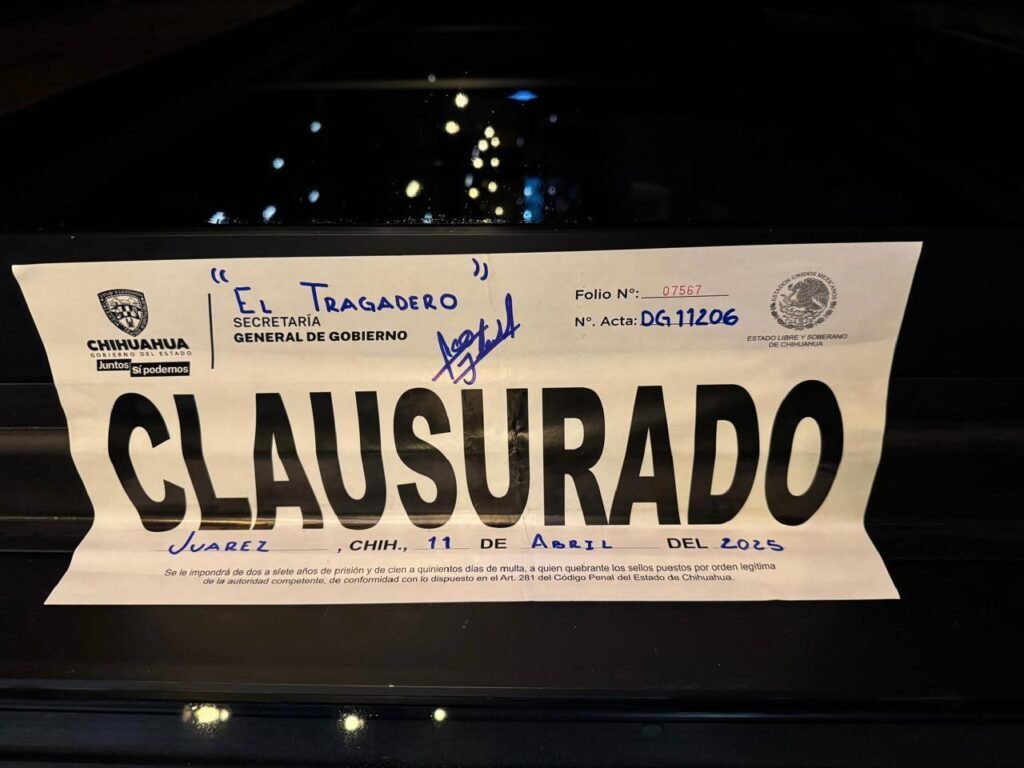 "El Tragadero"
SECRETARÍA
GENERAL DE GOBIERNO
CHIHUAHUA
GOBIERNO DEL ESTADO
Juntos Sí podemos
Folio N°: 07567
N°. Acta: DG11206
ESTADOS UNIDOS MEXICANOS
ESTADO LIBRE Y SOBERANO
DE CHIHUAHUA
CLAUSURADO
JUAREZ, CHIH., 11 DE ABRIL DEL 2025
Se le impondrá de dos a siete años de prisión y de cien a quinientos días de multa, a quien quebrante los sellos puestos por orden legítima
de la autoridad competente, de conformidad con lo dispuesto en el Art. 281 del Código Penal del Estado de Chihuahua.